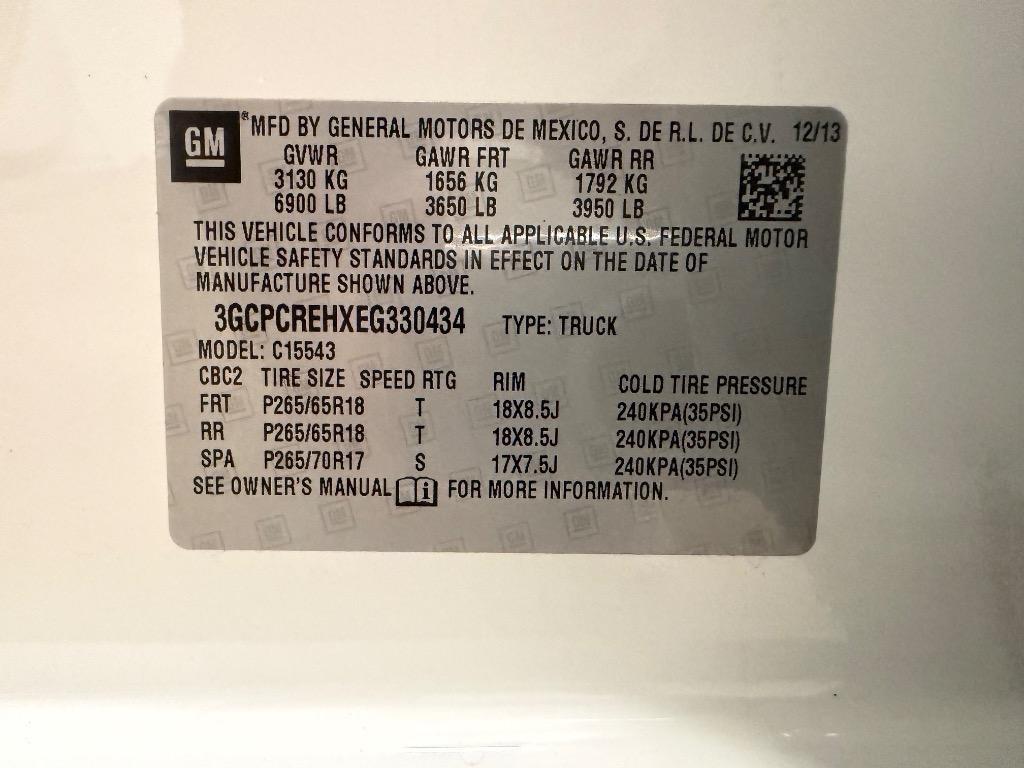 GM ® MFD BY GENERAL MOTORS DE MEXICO, S. DE R.L. DE C.V. 12/13
GVWR GAWR FRT GAWR RR
3130 KG 1656 KG 1792 KG
6900 LB 3650 LB 3950 LB
THIS VEHICLE CONFORMS TO ALL APPLICABLE U.S. FEDERAL MOTOR
VEHICLE SAFETY STANDARDS IN EFFECT ON THE DATE OF
MANUFACTURE SHOWN ABOVE.
3GCPCREHXEG330434 TYPE: TRUCK
MODEL: C15543
CBC2 TIRE SIZE SPEED RTG RIM COLD TIRE PRESSURE
FRT P265/65R18 T 18X8.5J 240KPA(35PSI)
RR P265/65R18 T 18X8.5J 240KPA(35PSI)
SPA P265/70R17 S 17X7.5J 240KPA(35PSI)
SEE OWNER'S MANUAL i FOR MORE INFORMATION.